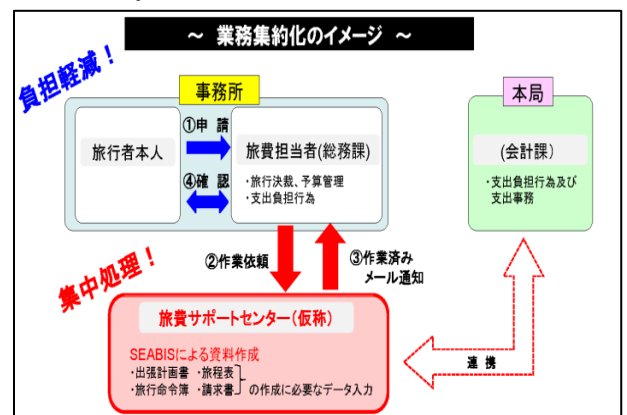 ～ 業務集約化のイメージ ～
負担軽減！
事務所
本局
旅行者本人
①申 請
④確 認
旅費担当者(総務課)
・旅行決裁、予算管理
・支出負担行為
(会計課）
・支出負担行為及び
支出事務
集中処理！
②作業依頼
③作業済み
メール通知
旅費サポートセンター（仮称）
SEABISによる資料作成
・出張計画書 ・旅程表
・旅行命令簿 ・請求書
の作成に必要なデータ入力
連 携